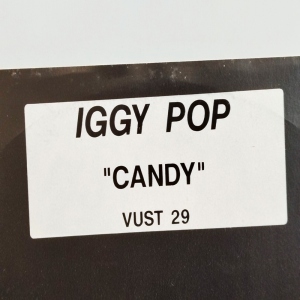 IGGY POP
"CANDY"
VUST 29